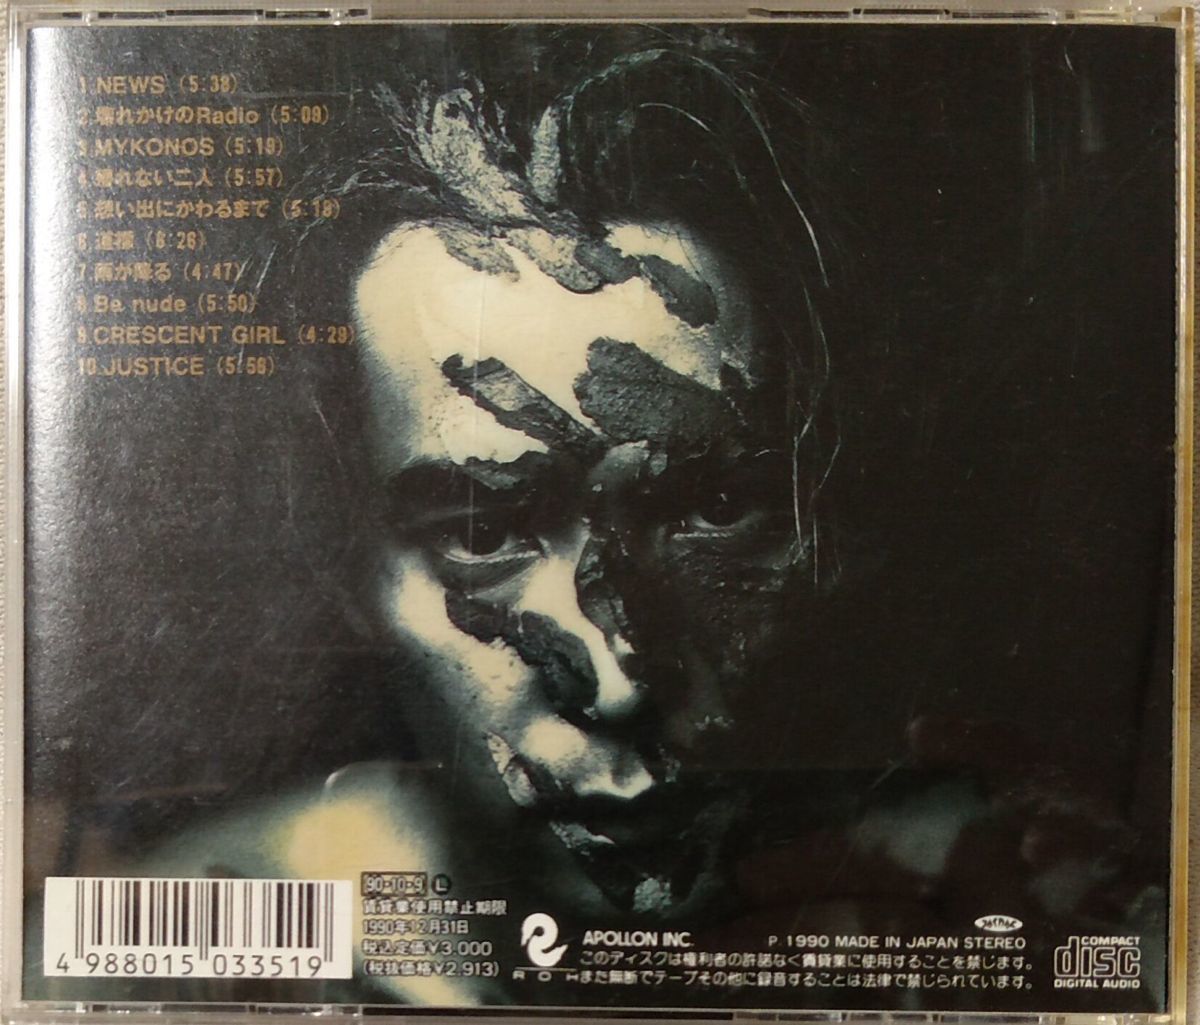 1.NEWS (5:38)
2.壊れかけのRadio (5:09)
3.MYKONOS (5:19)
4.帰れない二人 (5:57)
5.想い出にかわるまで (5:18)
6.道標 (6:26)
7.雨が降る (4:47)
8.Be nude (5:50)
9.CRESCENT GIRL (4:29)
10.JUSTICE (5:56)
4 988015 033519
90・10・9 L
賃貸業使用禁止期限
1990年12月31日
税込定価¥3,000
(税抜価格¥2,913)
APOLLON INC.
P. 1990 MADE IN JAPAN STEREO
このディスクは権利者の許諾なく賃貸業に使用することを禁じます。
また無断でテープその他に録音することは法律で禁じられています。
COMPACT
disc
DIGITAL AUDIO